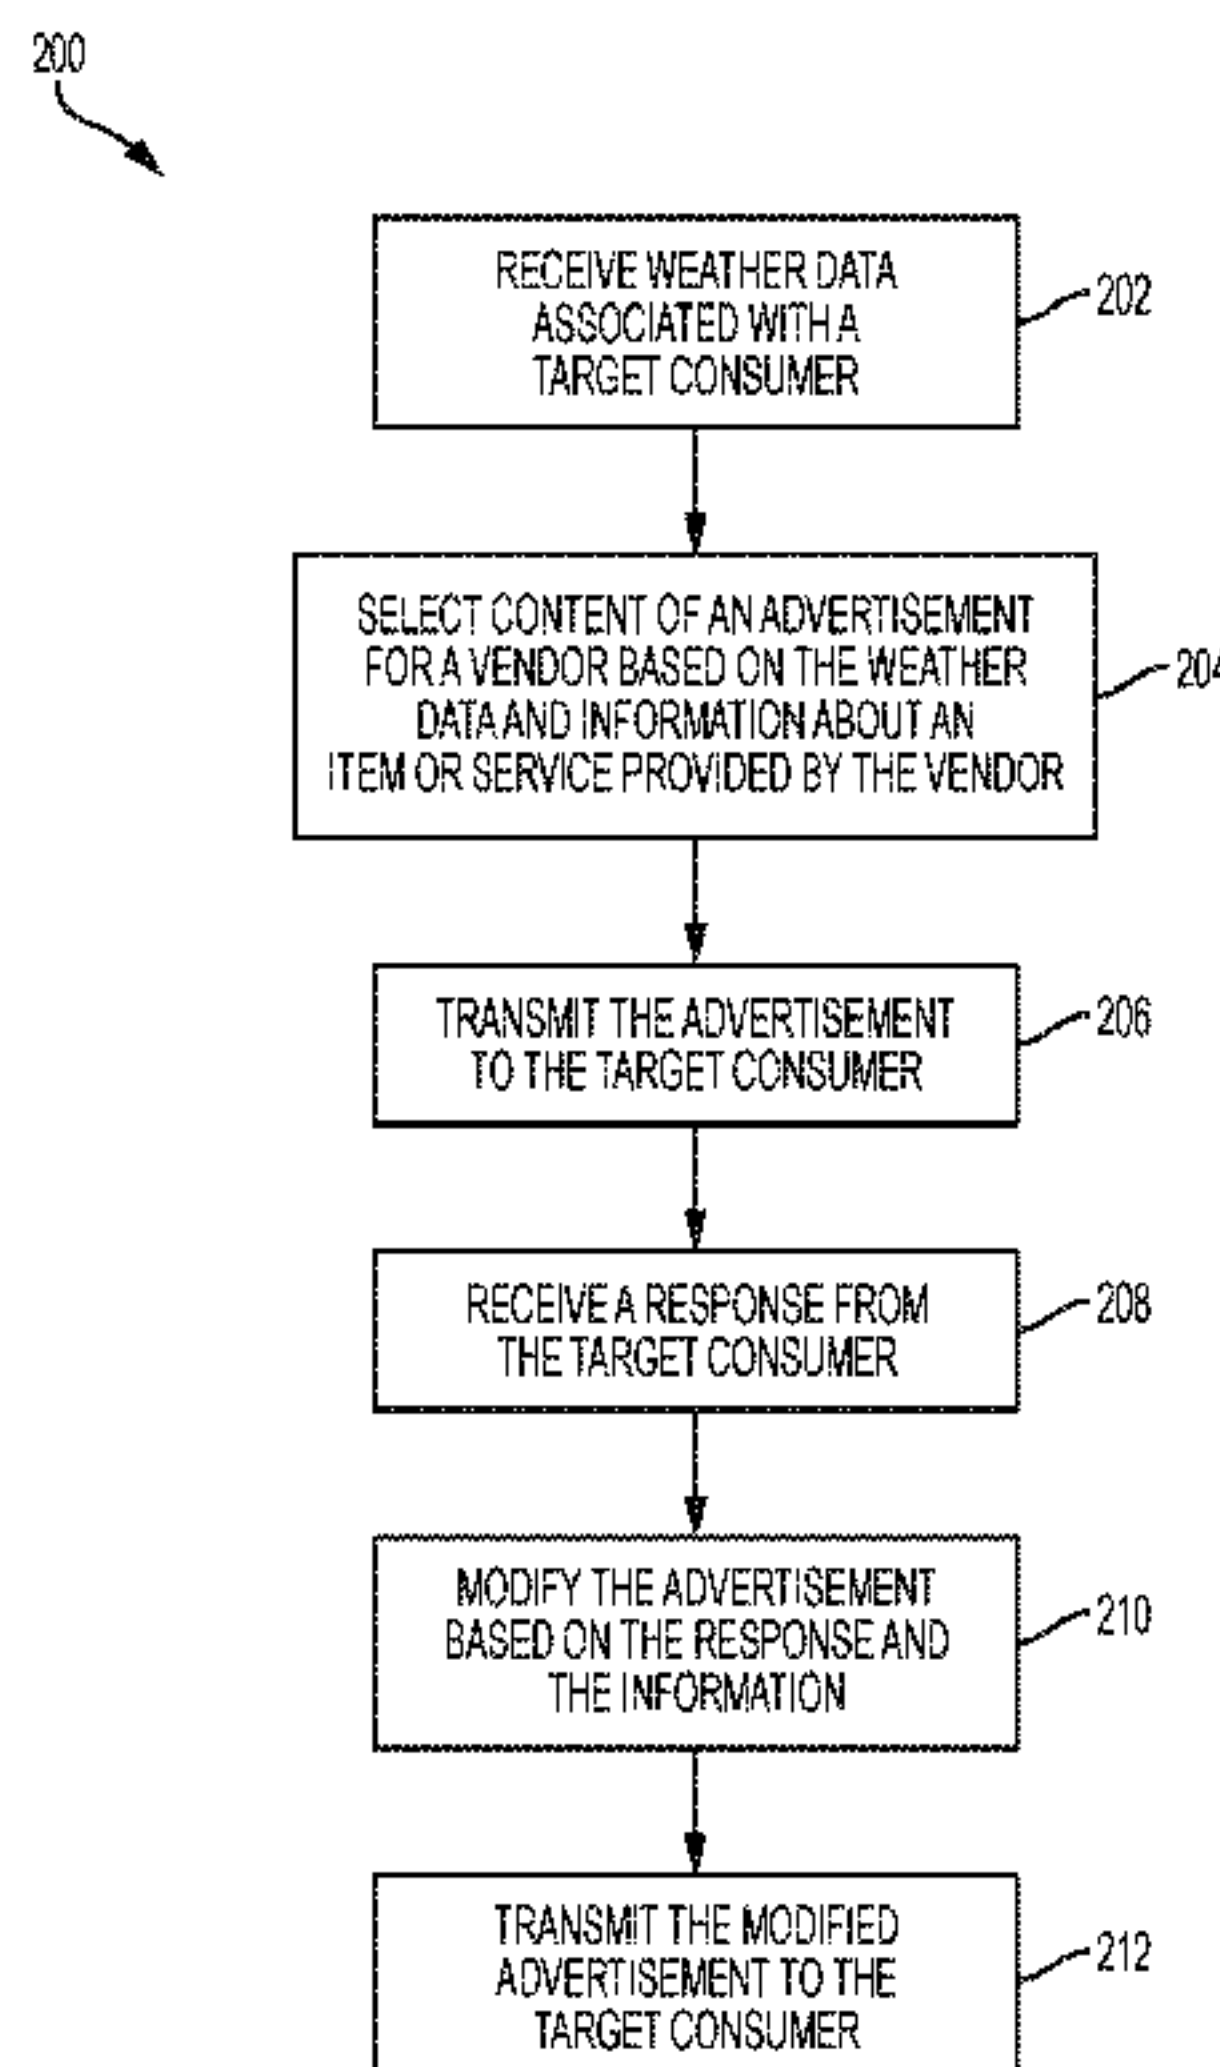 200
RECEIVE WEATHER DATA
ASSOCIATED WITH A
TARGET CONSUMER
202
SELECT CONTENT OF AN ADVERTISEMENT
FOR A VENDOR BASED ON THE WEATHER
DATA AND INFORMATION ABOUT AN
ITEM OR SERVICE PROVIDED BY THE VENDOR
204
TRANSMIT THE ADVERTISEMENT
TO THE TARGET CONSUMER
206
RECEIVE A RESPONSE FROM
THE TARGET CONSUMER
208
MODIFY THE ADVERTISEMENT
BASED ON THE RESPONSE AND
THE INFORMATION
210
TRANSMIT THE MODIFIED
ADVERTISEMENT TO THE
TARGET CONSUMER
212